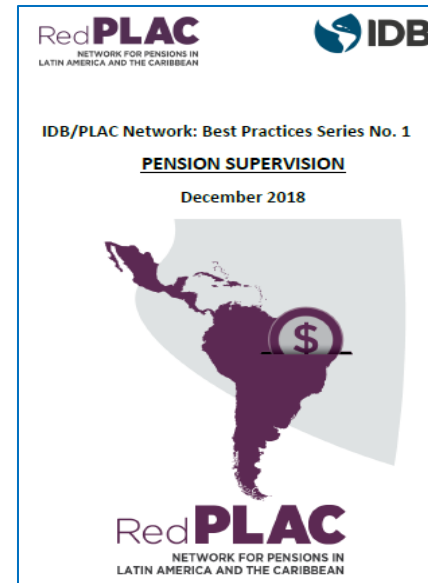 RedPLAC
NETWORK FOR PENSIONS IN
LATIN AMERICA AND THE CARIBBEAN
IDB
IDB/PLAC Network: Best Practices Series No. 1
PENSION SUPERVISION
December 2018
$
RedPLAC
NETWORK FOR PENSIONS IN
LATIN AMERICA AND THE CARIBBEAN